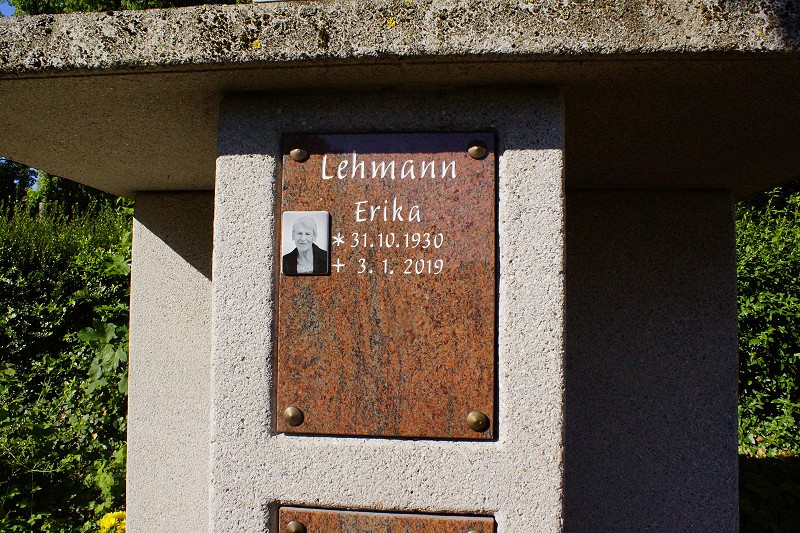 Lehmann
Erika
* 31.10.1930
+ 3. 1. 2019